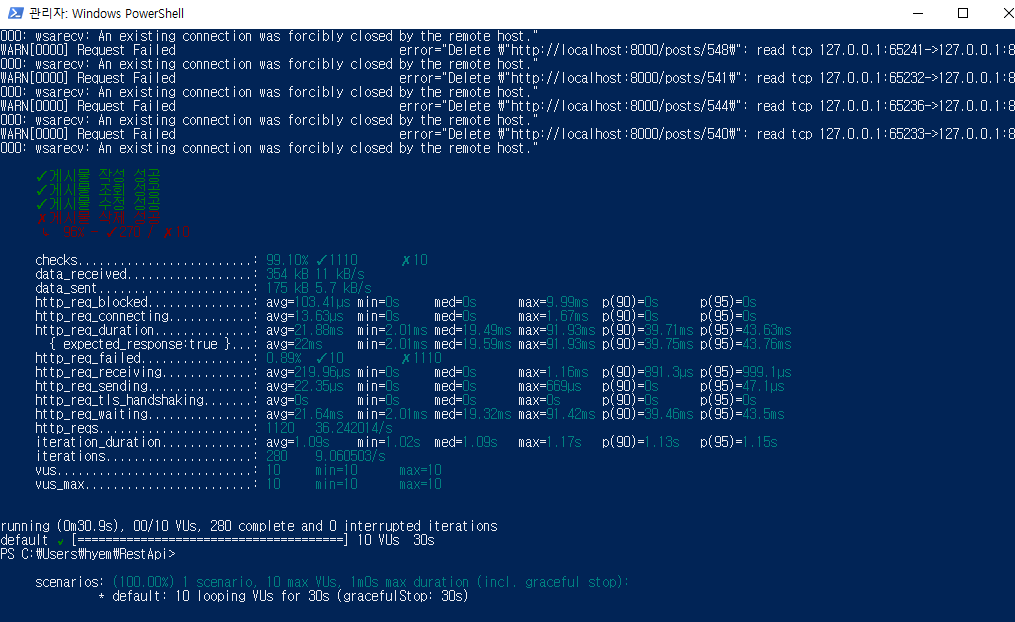 관리자: Windows PowerShell
000: wsarecv: An existing connection was forcibly closed by the remote host."
WARN[0000] Request Failed error="Delete ₩"http://localhost:8000/posts/548₩": read tcp 127.0.0.1:65241->127.0.0.1:8
000: wsarecv: An existing connection was forcibly closed by the remote host."
WARN[0000] Request Failed error="Delete ₩"http://localhost:8000/posts/541₩": read tcp 127.0.0.1:65232->127.0.0.1:8
000: wsarecv: An existing connection was forcibly closed by the remote host."
WARN[0000] Request Failed error="Delete ₩"http://localhost:8000/posts/544₩": read tcp 127.0.0.1:65236->127.0.0.1:8
000: wsarecv: An existing connection was forcibly closed by the remote host."
WARN[0000] Request Failed error="Delete ₩"http://localhost:8000/posts/540₩": read tcp 127.0.0.1:65233->127.0.0.1:8
000: wsarecv: An existing connection was forcibly closed by the remote host."
✓게시물 작성 성공
✓게시물 조회 성공
✓게시물 수정 성공
✗게시물
✓270 / ✗10
checks.........................: 99.10% ✓1110 ✗10
data_received..................: 354 kB 11 kB/s
data_sent......................: 175 kB 5.7 kB/s
http_req_blocked...............: avg=103.41µs min=0s med=0s max=9.99ms p(90)=0s p(95)=0s
http_req_connecting............: avg=13.63µs min=0s med=0s max=1.67ms p(90)=0s p(95)=0s
http_req_duration..............: avg=21.88ms min=2.01ms med=19.49ms max=91.93ms p(90)=39.71ms p(95)=43.63ms
{ expected_response:true }...: avg=22ms min=2.01ms med=19.59ms max=91.93ms p(90)=39.75ms p(95)=43.76ms
http_req_failed................: 0.89% ✓10 ✗1110
http_req_receiving.............: avg=219.96µs min=0s med=0s max=1.16ms p(90)=891.3µs p(95)=999.1µs
http_req_sending...............: avg=22.35µs min=0s med=0s max=669µs p(90)=0s p(95)=47.1µs
http_req_tls_handshaking.......: avg=0s min=0s med=0s max=0s p(90)=0s p(95)=0s
http_req_waiting...............: avg=21.64ms min=2.01ms med=19.32ms max=91.42ms p(90)=39.46ms p(95)=43.5ms
http_reqs......................: 1120 36.242014/s
iteration_duration.............: avg=1.09s min=1.02s med=1.09s max=1.17s p(90)=1.13s p(95)=1.15s
iterations.....................: 280 9.060503/s
vus............................: 10 min=10 max=10
vus_max........................: 10 min=10 max=10
running (0m30.9s), 00/10 VUs, 280 complete and 0 interrupted iterations
default ✓ [======================================] 10 VUs 30s
PS C:₩Users₩hyem₩RestApi>
scenarios: (100.00%) 1 scenario, 10 max VUs, 1m0s max duration (incl. graceful stop):
* default: 10 looping VUs for 30s (gracefulStop: 30s)